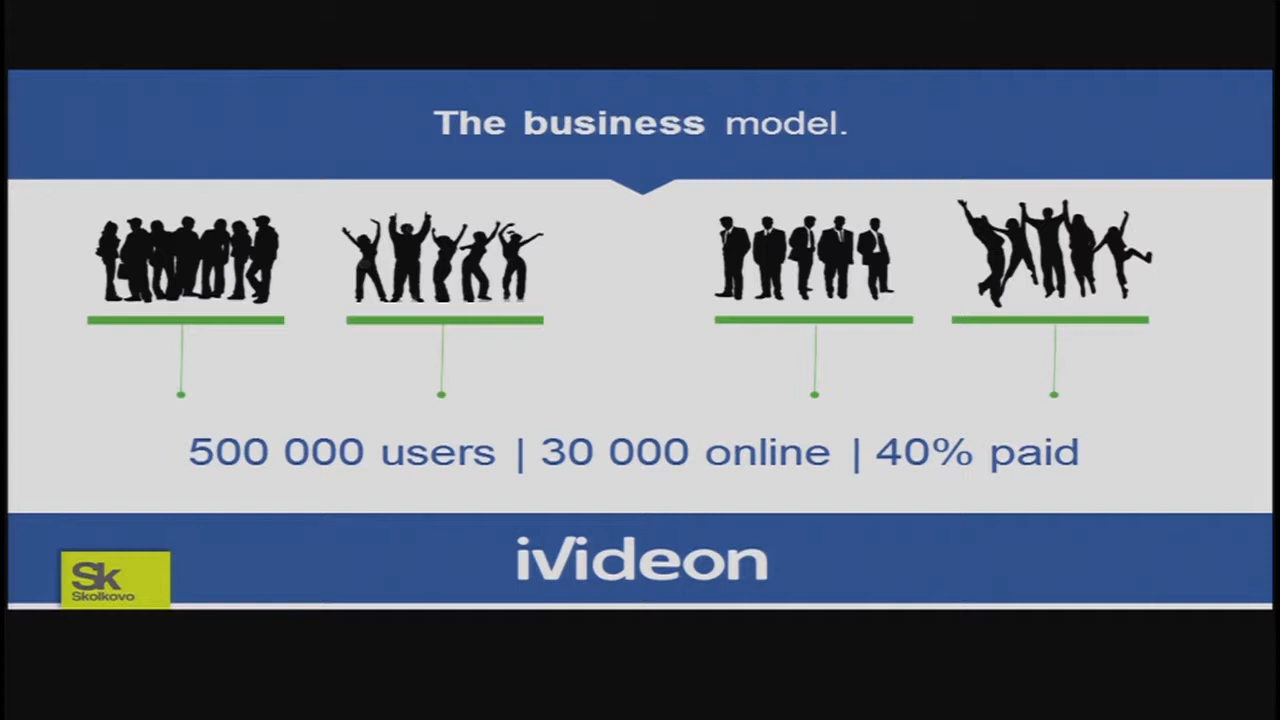 The business model.
500 000 users | 30 000 online | 40% paid
iVideon
Sk
Skolkovo